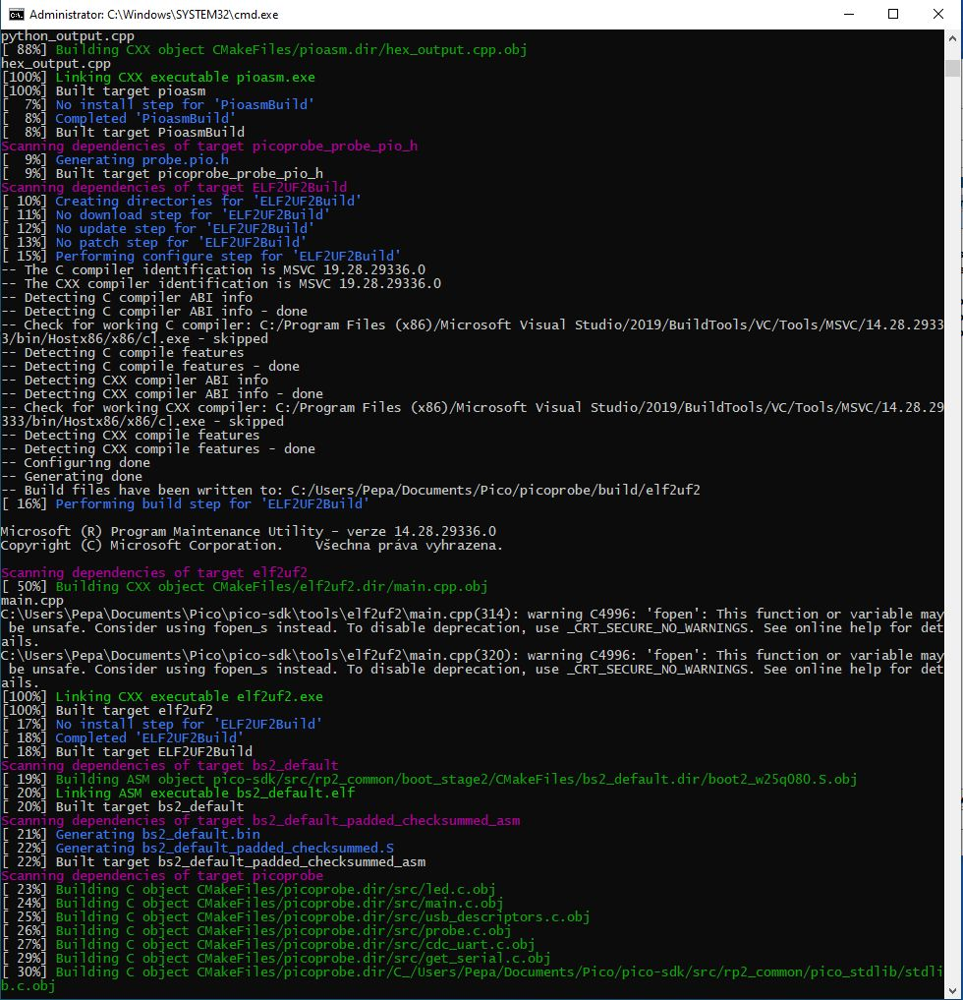 Administrator: C:\Windows\SYSTEM32\cmd.exe
python_output.cpp
[ 88%] Building CXX object CMakeFiles/pioasm.dir/hex_output.cpp.obj
hex_output.cpp
[100%] Linking CXX executable pioasm.exe
[100%] Built target pioasm
[  7%] No install step for 'PioasmBuild'
[  8%] Completed 'PioasmBuild'
[  8%] Built target PioasmBuild
Scanning dependencies of target picoprobe_probe_pio_h
[  9%] Generating probe.pio.h
[  9%] Built target picoprobe_probe_pio_h
Scanning dependencies of target ELF2UF2Build
[ 10%] Creating directories for 'ELF2UF2Build'
[ 11%] No download step for 'ELF2UF2Build'
[ 12%] No update step for 'ELF2UF2Build'
[ 13%] No patch step for 'ELF2UF2Build'
[ 15%] Performing configure step for 'ELF2UF2Build'
-- The C compiler identification is MSVC 19.28.29336.0
-- The CXX compiler identification is MSVC 19.28.29336.0
-- Detecting C compiler ABI info
-- Detecting C compiler ABI info - done
-- Check for working C compiler: C:/Program Files (x86)/Microsoft Visual Studio/2019/BuildTools/VC/Tools/MSVC/14.28.2933
3/bin/Hostx86/x86/cl.exe - skipped
-- Detecting C compile features
-- Detecting C compile features - done
-- Detecting CXX compiler ABI info
-- Detecting CXX compiler ABI info - done
-- Check for working CXX compiler: C:/Program Files (x86)/Microsoft Visual Studio/2019/BuildTools/VC/Tools/MSVC/14.28.29
333/bin/Hostx86/x86/cl.exe - skipped
-- Detecting CXX compile features
-- Detecting CXX compile features - done
-- Configuring done
-- Generating done
-- Build files have been written to: C:/Users/Pepa/Documents/Pico/picoprobe/build/elf2uf2
[ 16%] Performing build step for 'ELF2UF2Build'
Microsoft (R) Program Maintenance Utility - verze 14.28.29336.0
Copyright (C) Microsoft Corporation.    Všechna práva vyhrazena.
Scanning dependencies of target elf2uf2
[ 50%] Building CXX object CMakeFiles/elf2uf2.dir/main.cpp.obj
main.cpp
C:\Users\Pepa\Documents\Pico\pico-sdk\tools\elf2uf2\main.cpp(314): warning C4996: 'fopen': This function or variable may
 be unsafe. Consider using fopen_s instead. To disable deprecation, use _CRT_SECURE_NO_WARNINGS. See online help for det
ails.
C:\Users\Pepa\Documents\Pico\pico-sdk\tools\elf2uf2\main.cpp(320): warning C4996: 'fopen': This function or variable may
 be unsafe. Consider using fopen_s instead. To disable deprecation, use _CRT_SECURE_NO_WARNINGS. See online help for det
ails.
[100%] Linking CXX executable elf2uf2.exe
[100%] Built target elf2uf2
[ 17%] No install step for 'ELF2UF2Build'
[ 18%] Completed 'ELF2UF2Build'
[ 18%] Built target ELF2UF2Build
Scanning dependencies of target bs2_default
[ 19%] Building ASM object pico-sdk/src/rp2_common/boot_stage2/CMakeFiles/bs2_default.dir/boot2_w25q080.S.obj
[ 20%] Linking ASM executable bs2_default.elf
[ 20%] Built target bs2_default
Scanning dependencies of target bs2_default_padded_checksummed_asm
[ 21%] Generating bs2_default.bin
[ 22%] Generating bs2_default_padded_checksummed.S
[ 22%] Built target bs2_default_padded_checksummed_asm
Scanning dependencies of target picoprobe
[ 23%] Building C object CMakeFiles/picoprobe.dir/src/led.c.obj
[ 24%] Building C object CMakeFiles/picoprobe.dir/src/main.c.obj
[ 25%] Building C object CMakeFiles/picoprobe.dir/src/usb_descriptors.c.obj
[ 26%] Building C object CMakeFiles/picoprobe.dir/src/probe.c.obj
[ 27%] Building C object CMakeFiles/picoprobe.dir/src/cdc_uart.c.obj
[ 29%] Building C object CMakeFiles/picoprobe.dir/src/get_serial.c.obj
[ 30%] Building C object CMakeFiles/picoprobe.dir/C_/Users/Pepa/Documents/Pico/pico-sdk/src/rp2_common/pico_stdlib/stdli
b.c.obj